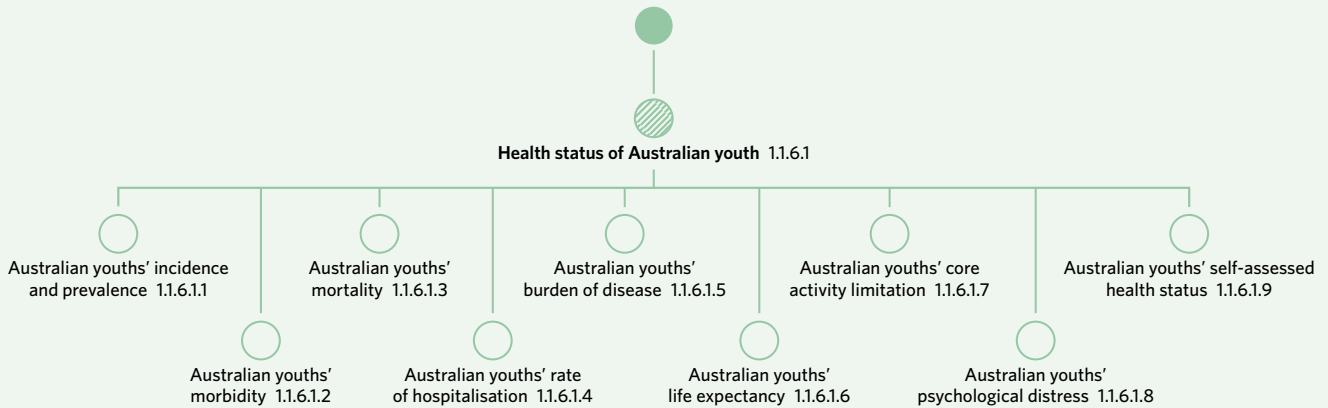 Health status of Australian youth 1.1.6.1
Australian youths’ incidence
and prevalence 1.1.6.1.1
Australian youths’
mortality 1.1.6.1.3
Australian youths’
burden of disease 1.1.6.1.5
Australian youths’ core
activity limitation 1.1.6.1.7
Australian youths’ self-assessed
health status 1.1.6.1.9
Australian youths’
morbidity 1.1.6.1.2
Australian youths’ rate
of hospitalisation 1.1.6.1.4
Australian youths’
life expectancy 1.1.6.1.6
Australian youths’
psychological distress 1.1.6.1.8